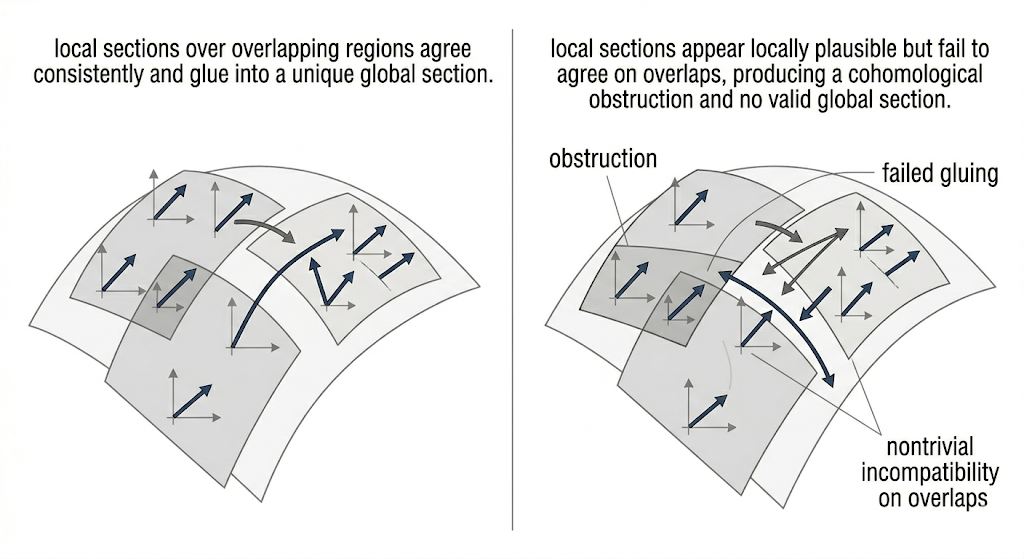 local sections over overlapping regions agree
consistently and glue into a unique global section.
local sections appear locally plausible but fail to
agree on overlaps, producing a cohomological
obstruction and no valid global section.
obstruction
failed gluing
nontrivial
incompatibility
on overlaps